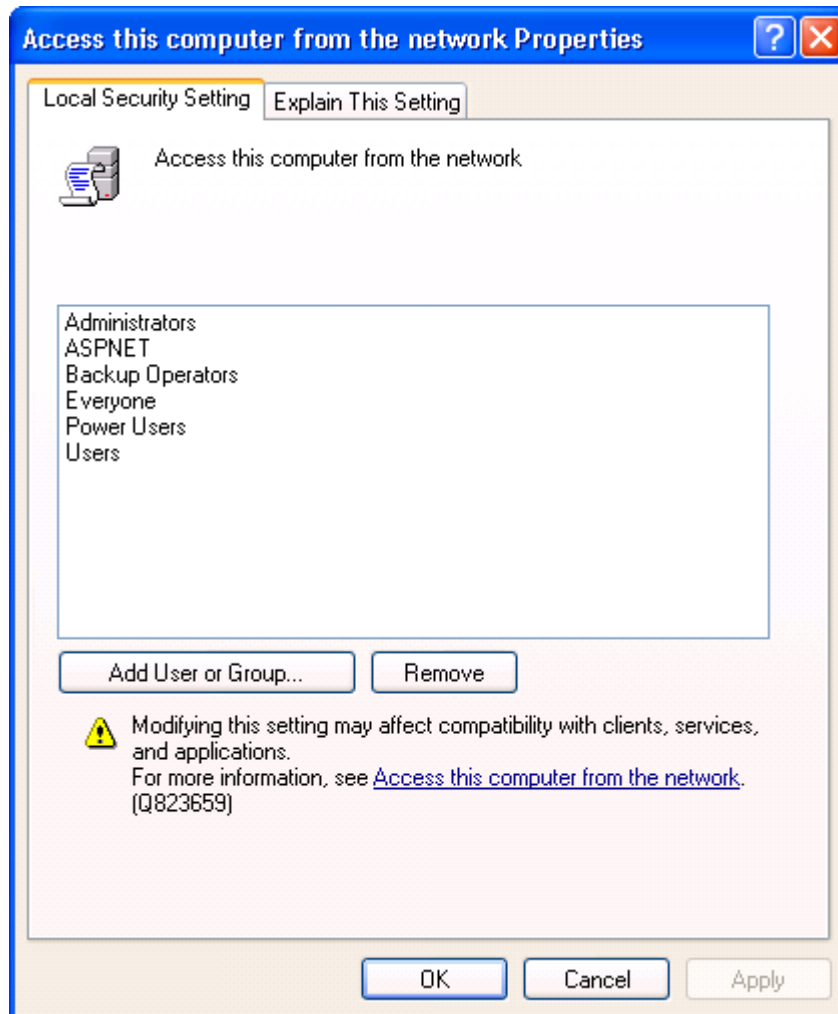 Access this computer from the network Properties
Local Security Setting
Explain This Setting
Access this computer from the network
Administrators
ASPNET
Backup Operators
Everyone
Power Users
Users
Add User or Group...
Remove
Modifying this setting may affect compatibility with clients, services,
and applications.
For more information, see Access this computer from the network.
(Q823659)
OK
Cancel
Apply